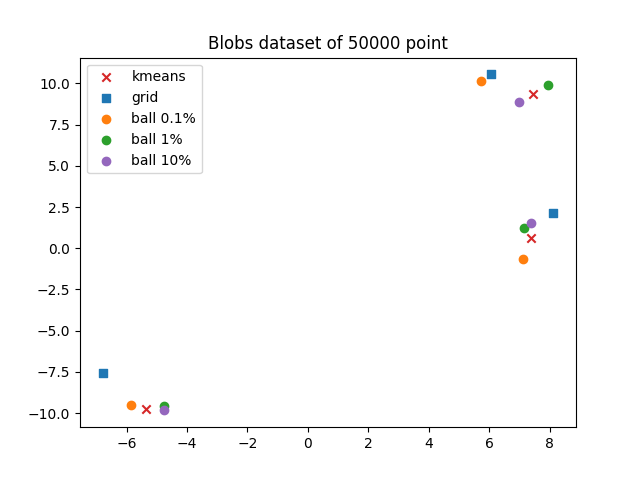 Blobs dataset of 50000 point
kmeans
grid
ball 0.1%
ball 1%
ball 10%
10.0
7.5
5.0
2.5
0.0
−2.5
−5.0
−7.5
−10.0
−6 −4 −2 0 2 4 6 8